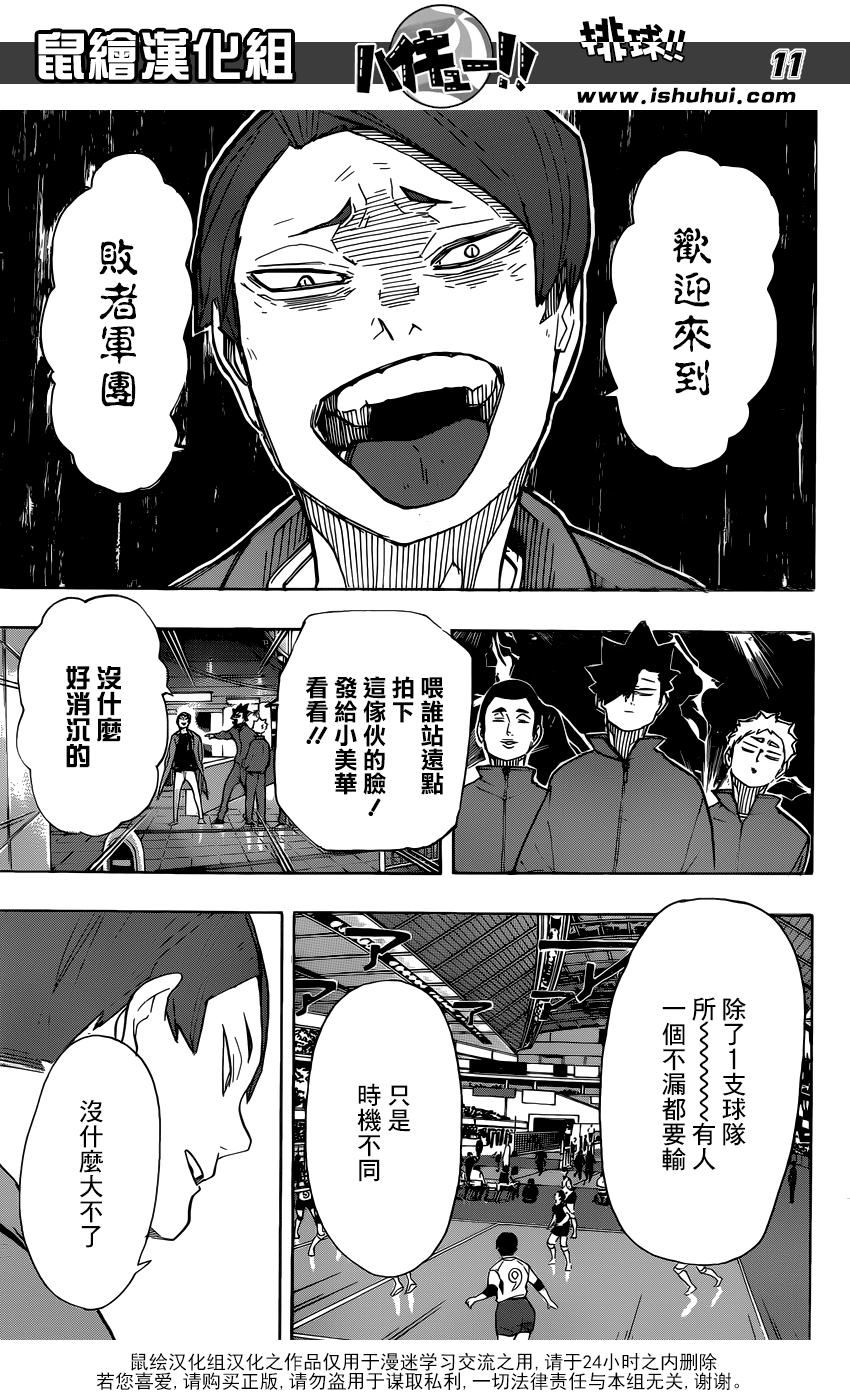 鼠繪漢化組
ハイキュー!!
排球!!
11
www.ishuhui.com
歡迎來到
敗者軍團
喂誰站遠點
拍下
這傢伙的臉！
發給小美華
看看!!
沒什麼
好消沉的
除了1支球隊
所~~~~~~有人
一個不漏都要輸
只是
時機不同
ア
ア
ア
ア
9
沒什麼大不了
鼠绘汉化组汉化之作品仅用于漫迷学习交流之用, 请于24小时之内删除
若您喜爱, 请购买正版, 请勿盗用于谋取私利, 一切法律责任与本组无关, 谢谢.